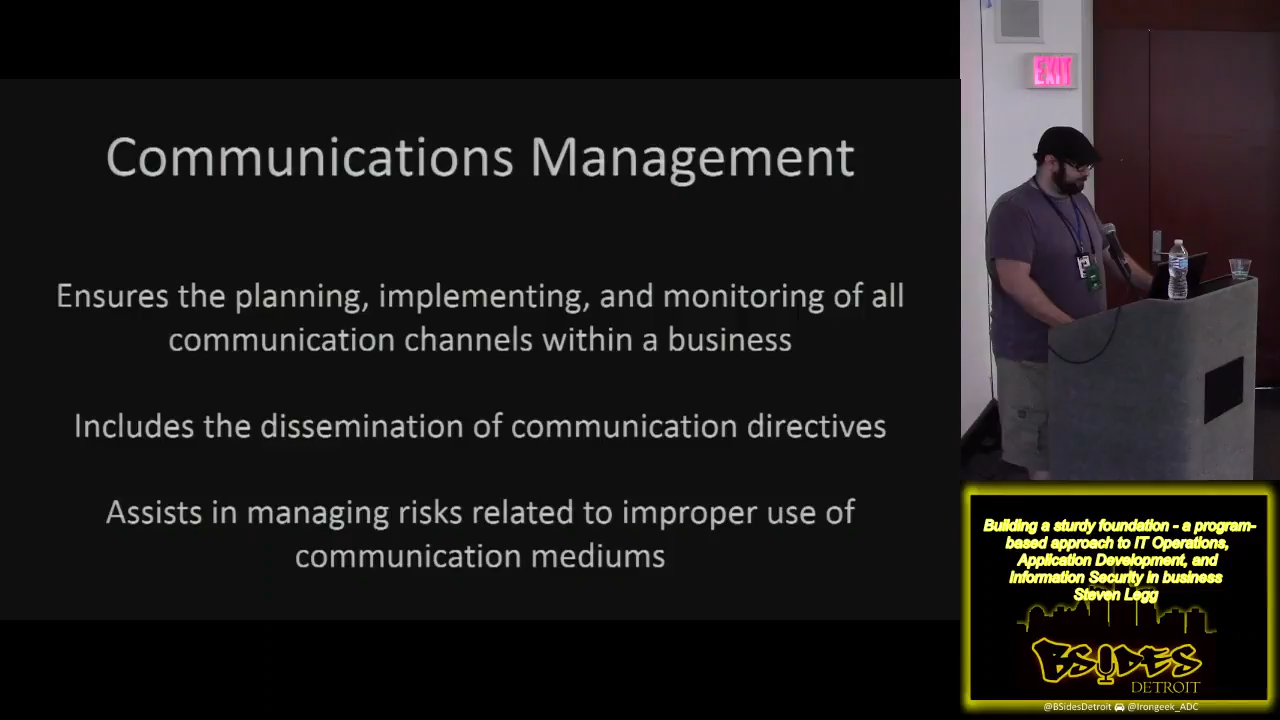 Communications Management
Ensures the planning, implementing, and monitoring of all
communication channels within a business
Includes the dissemination of communication directives
Assists in managing risks related to improper use of
communication mediums
EXIT
Building a sturdy foundation - a program-
based approach to IT Operations,
Application Development, and
Information Security in business
Steven Legg
BSIDES
DETROIT
@BSidesDetroit @Irongeek_ADC